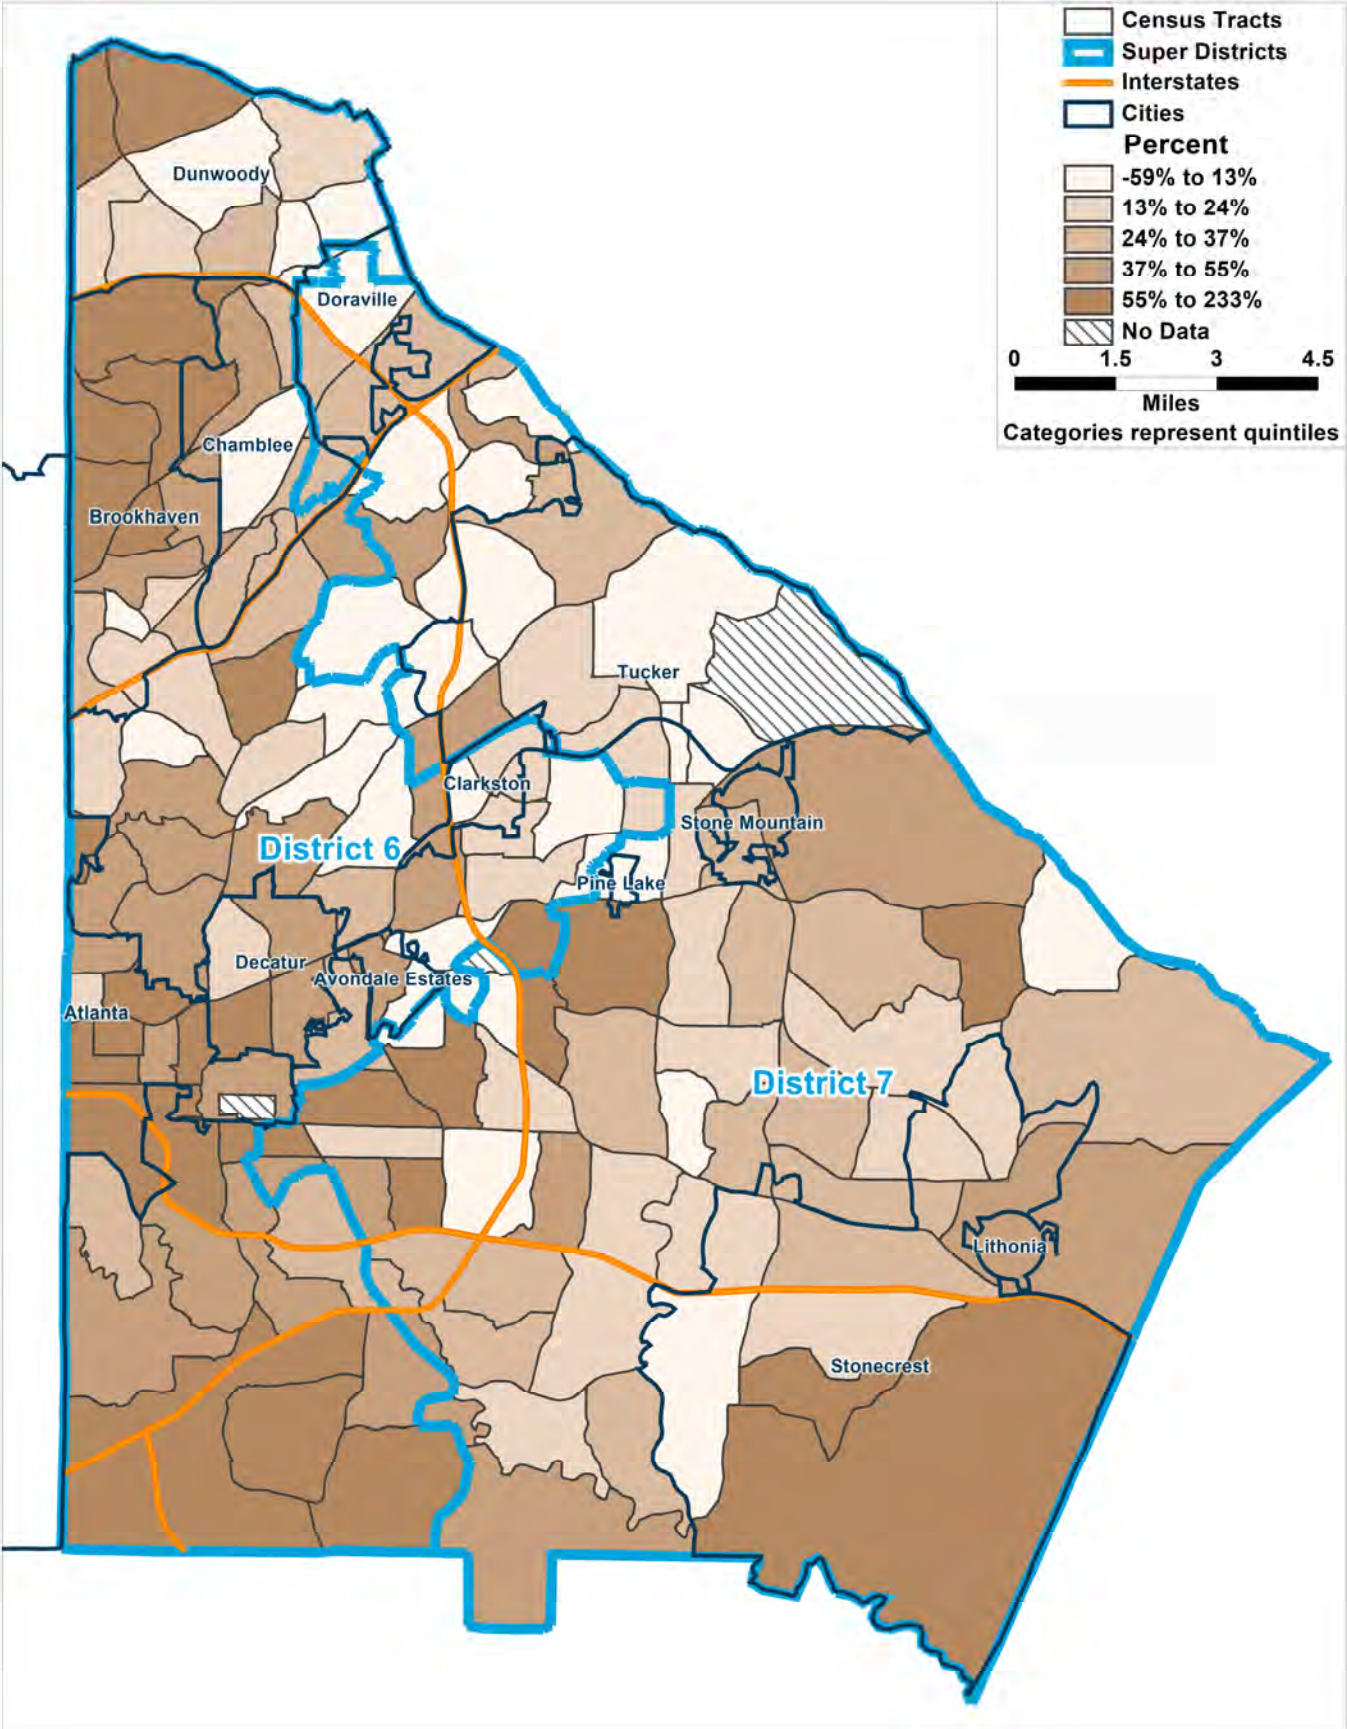 Census Tracts
Super Districts
Interstates
Cities
Percent
-59% to 13%
13% to 24%
24% to 37%
37% to 55%
55% to 233%
No Data
0 1.5 3 4.5
Miles
Categories represent quintiles
Dunwoody
Doraville
Chamblee
Brookhaven
Tucker
Clarkston
Stone Mountain
District 6
Pine Lake
Decatur
Avondale Estates
Atlanta
District 7
Lithonia
Stonecrest